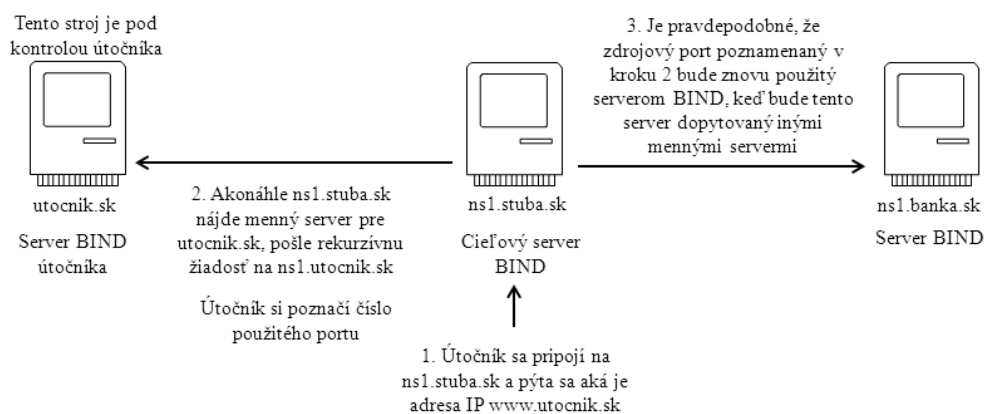 Tento stroj je pod
kontrolou útočníka
utocnik.sk
Server BIND
útočníka
2. Akonáhle ns1.stuba.sk
nájde menný server pre
utocnik.sk, pošle rekurzívnu
žiadosť na ns1.utocnik.sk
Útočník si poznačí číslo
použitého portu
ns1.stuba.sk
Cieľový server
BIND
1. Útočník sa pripojí na
ns1.stuba.sk a pýta sa aká je
adresa IP www.utocnik.sk
3. Je pravdepodobné, že
zdrojový port poznamenaný v
kroku 2 bude znovu použitý
serverom BIND, keď bude tento
server dopytovaný inými
mennými servermi
ns1.banka.sk
Server BIND